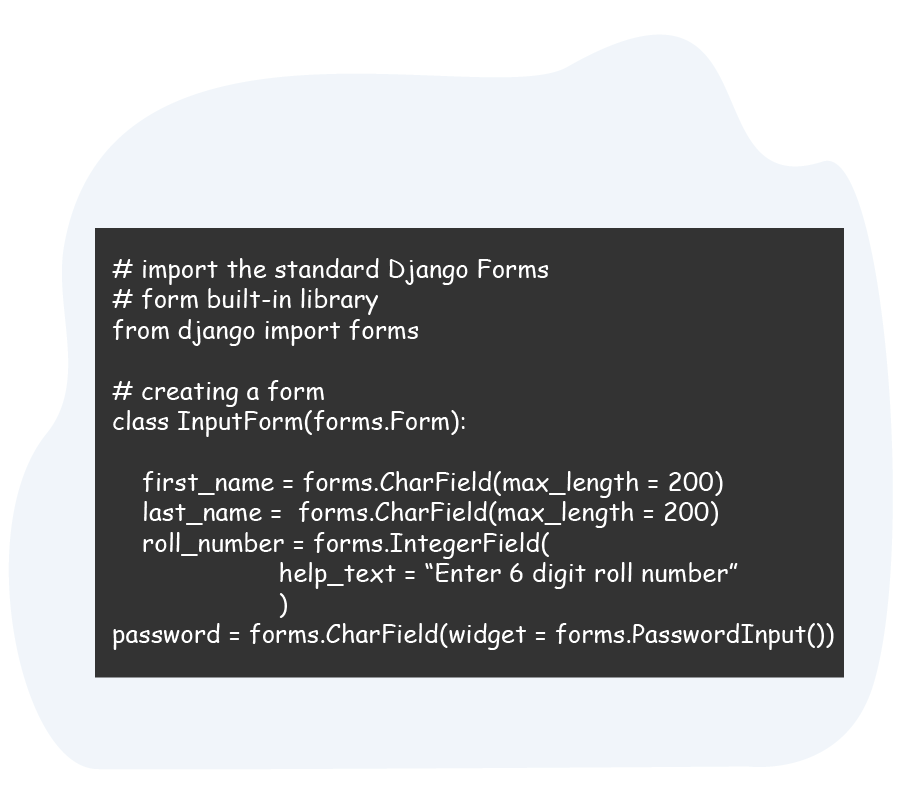 # import the standard Django Forms
# form built-in library
from django import forms

# creating a form
class InputForm(forms.Form):

     first_name = forms.CharField(max_length = 200)
     last_name =  forms.CharField(max_length = 200)
     roll_number = forms.IntegerField(
                         help_text = “Enter 6 digit roll number”
                         )
password = forms.CharField(widget = forms.PasswordInput())